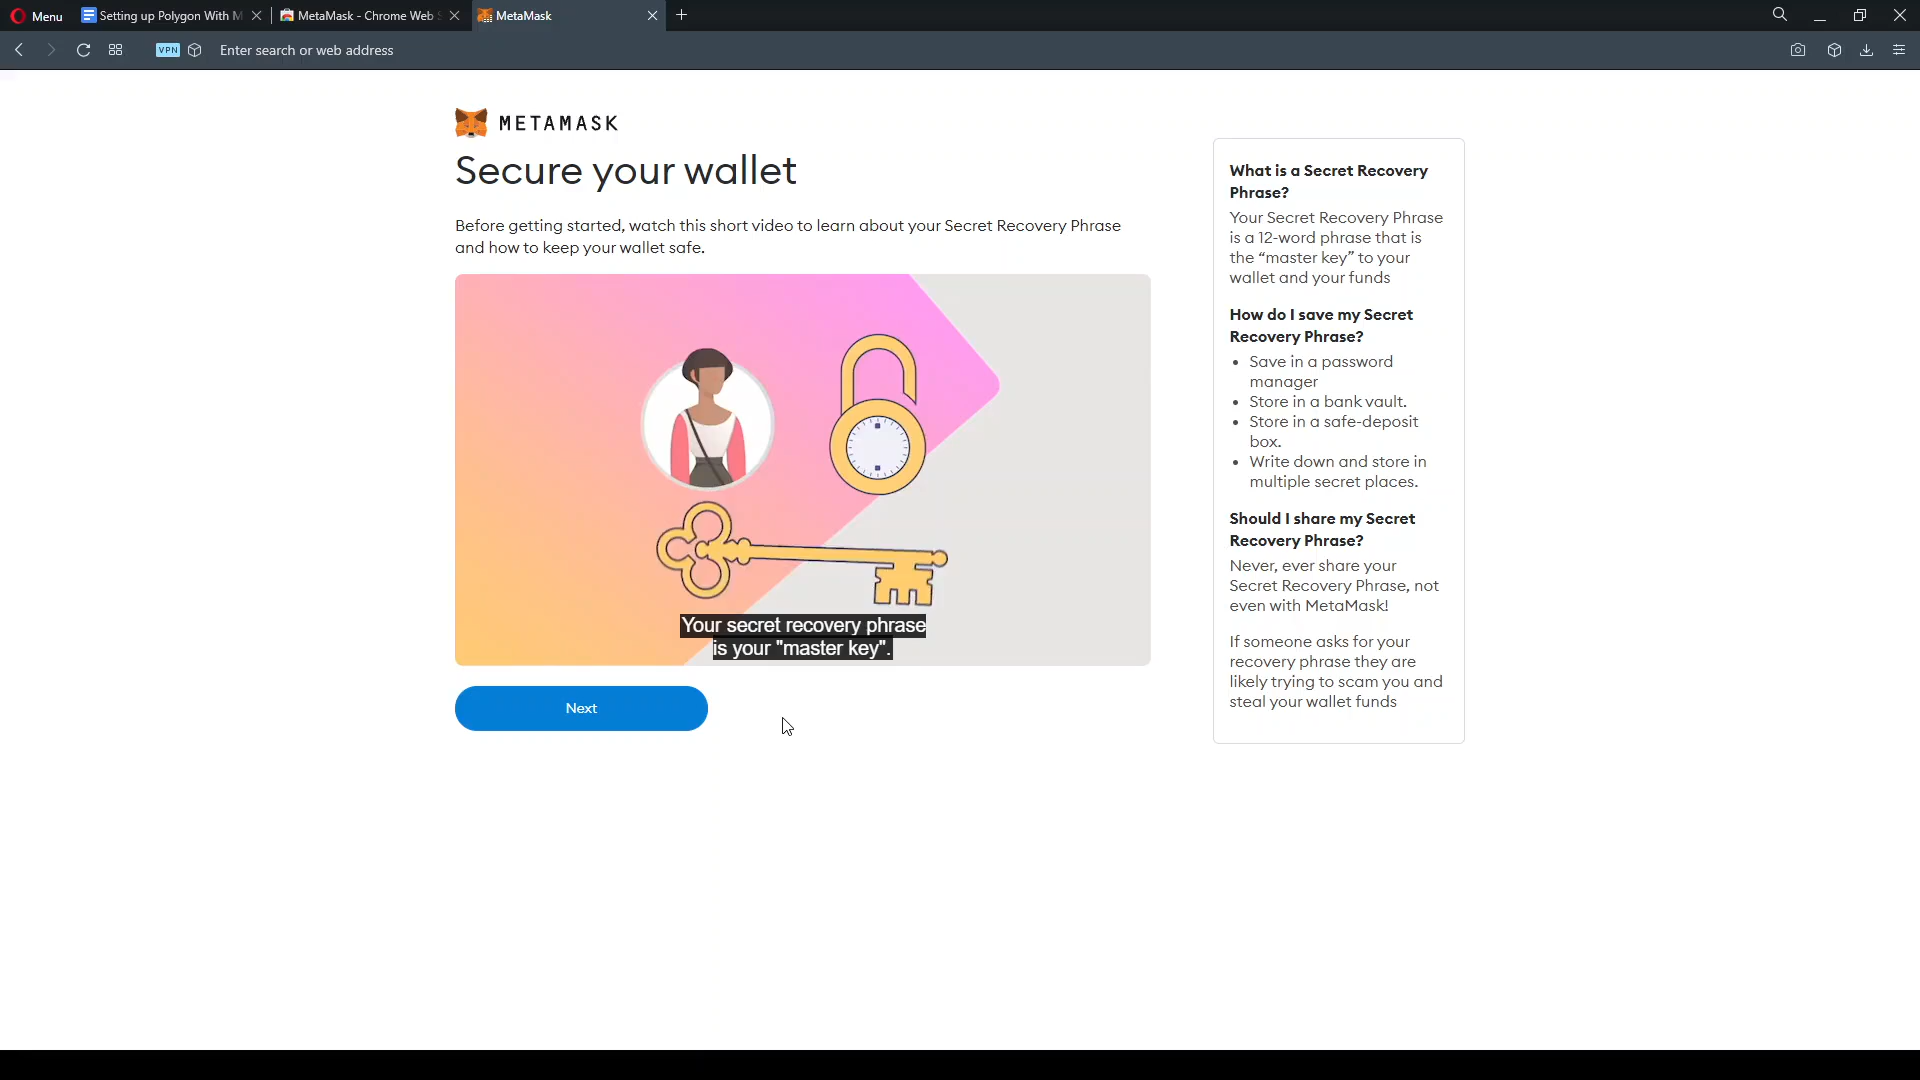 Menu
Setting up Polygon With M
MetaMask - Chrome Web S
MetaMask
VPN
Enter search or web address
METAMASK
Secure your wallet
Before getting started, watch this short video to learn about your Secret Recovery Phrase
and how to keep your wallet safe.
Your secret recovery phrase
is your "master key".
Next
What is a Secret Recovery
Phrase?
Your Secret Recovery Phrase
is a 12-word phrase that is
the “master key” to your
wallet and your funds
How do I save my Secret
Recovery Phrase?
• Save in a password
manager
• Store in a bank vault.
• Store in a safe-deposit
box.
• Write down and store in
multiple secret places.
Should I share my Secret
Recovery Phrase?
Never, ever share your
Secret Recovery Phrase, not
even with MetaMask!
If someone asks for your
recovery phrase they are
likely trying to scam you and
steal your wallet funds